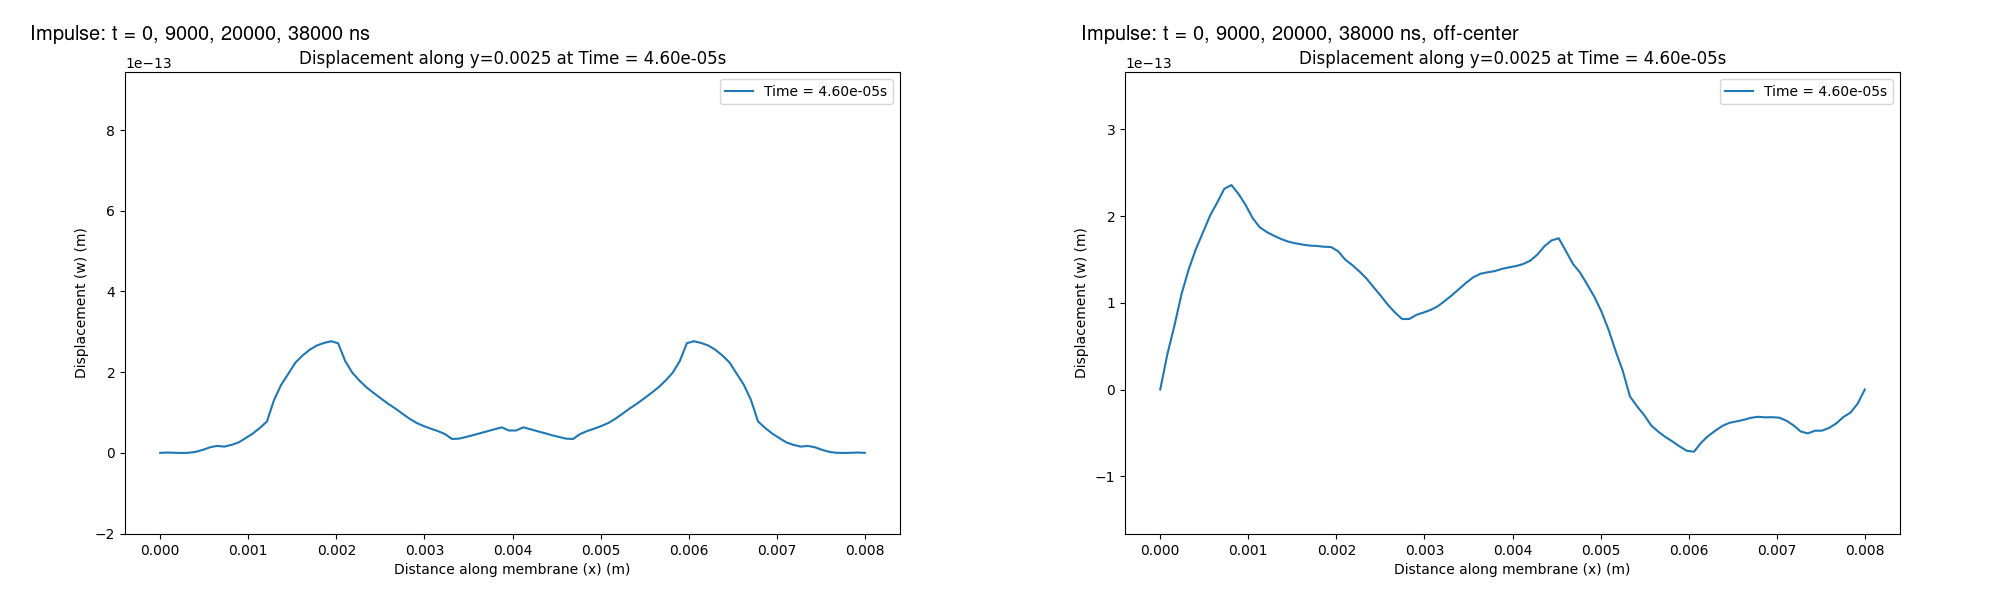 Impulse: t = 0, 9000, 20000, 38000 ns
Displacement along y=0.0025 at Time = 4.60e-05s
1e−13
Time = 4.60e-05s
8
6
4
2
0
−2
Displacement (w) (m)
0.000 0.001 0.002 0.003 0.004 0.005 0.006 0.007 0.008
Distance along membrane (x) (m)
Impulse: t = 0, 9000, 20000, 38000 ns, off-center
Displacement along y=0.0025 at Time = 4.60e-05s
1e−13
Time = 4.60e-05s
3
2
1
0
−1
Displacement (w) (m)
0.000 0.001 0.002 0.003 0.004 0.005 0.006 0.007 0.008
Distance along membrane (x) (m)